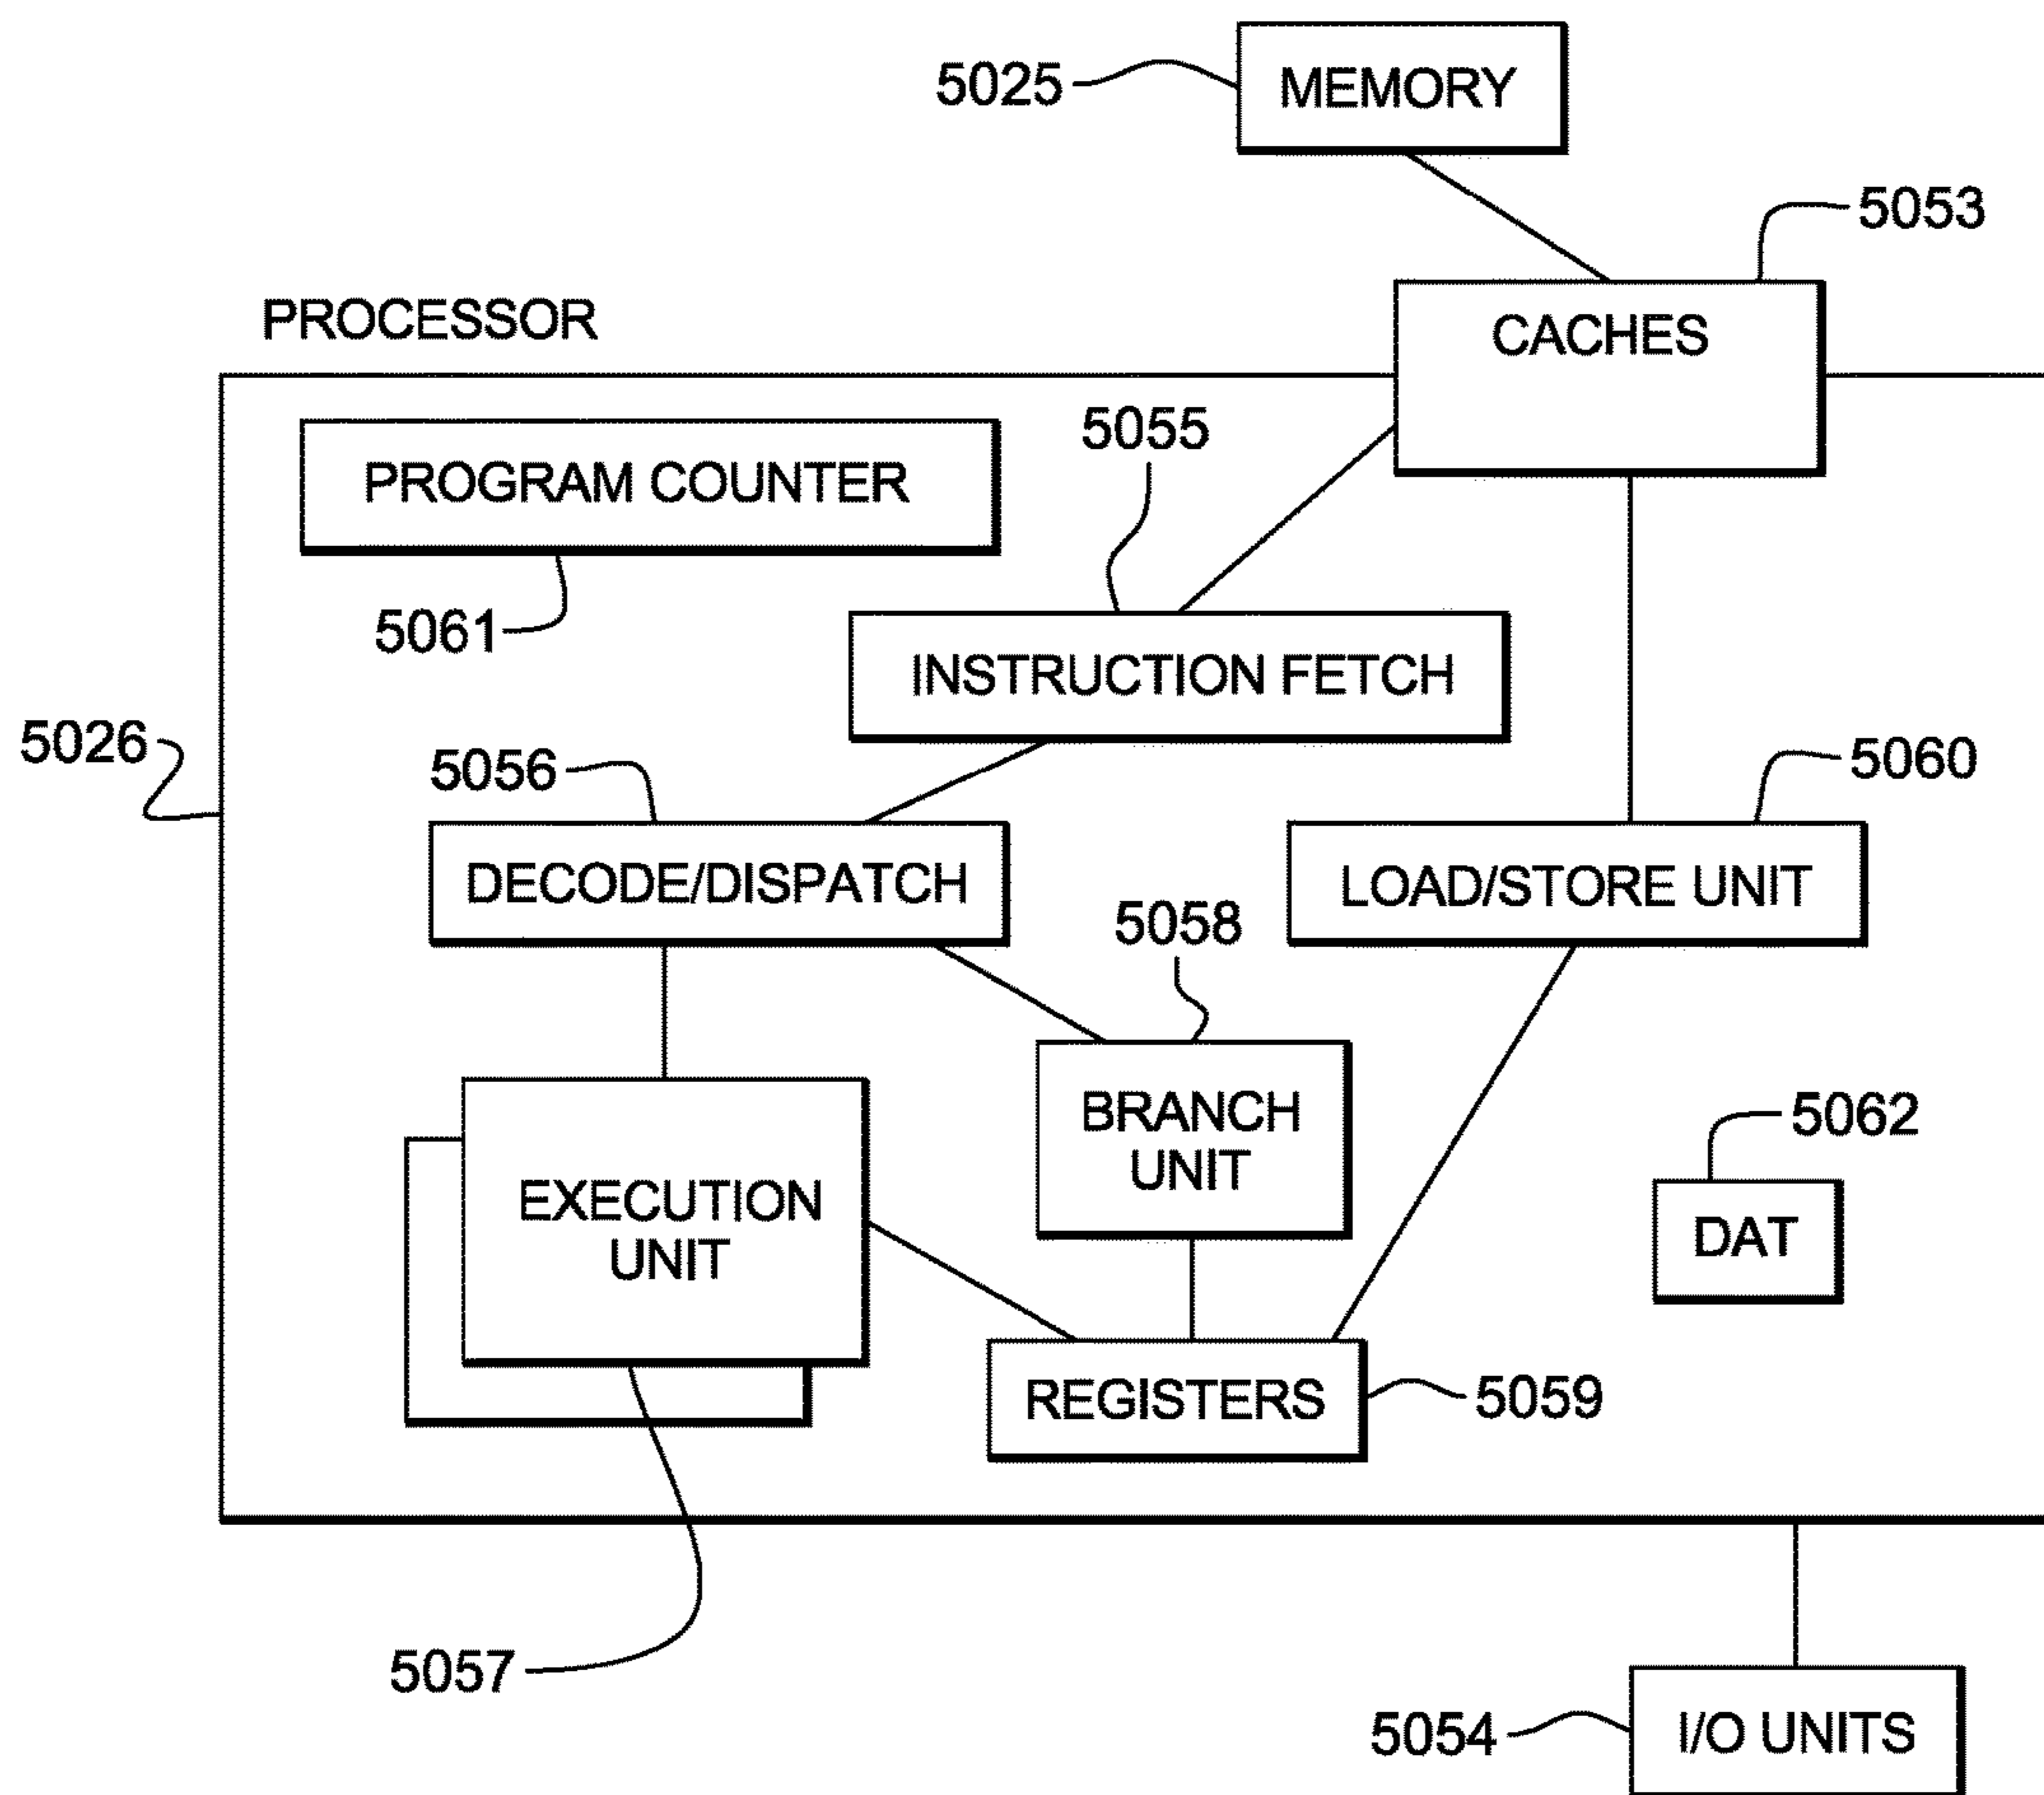 MEMORY
5025
5053
CACHES
PROCESSOR
5055
PROGRAM COUNTER
5061
INSTRUCTION FETCH
5026
5056
5060
DECODE/DISPATCH
LOAD/STORE UNIT
5058
BRANCH
UNIT
5062
EXECUTION
UNIT
DAT
REGISTERS
5059
5057
5054
I/O UNITS